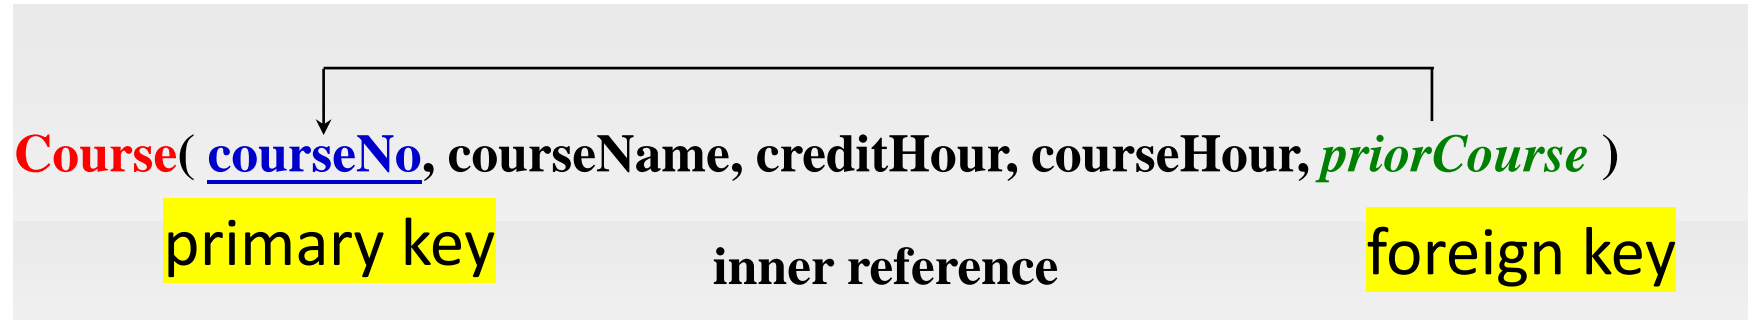 Course( courseNo, courseName, creditHour, courseHour, priorCourse )
primary key
inner reference
foreign key